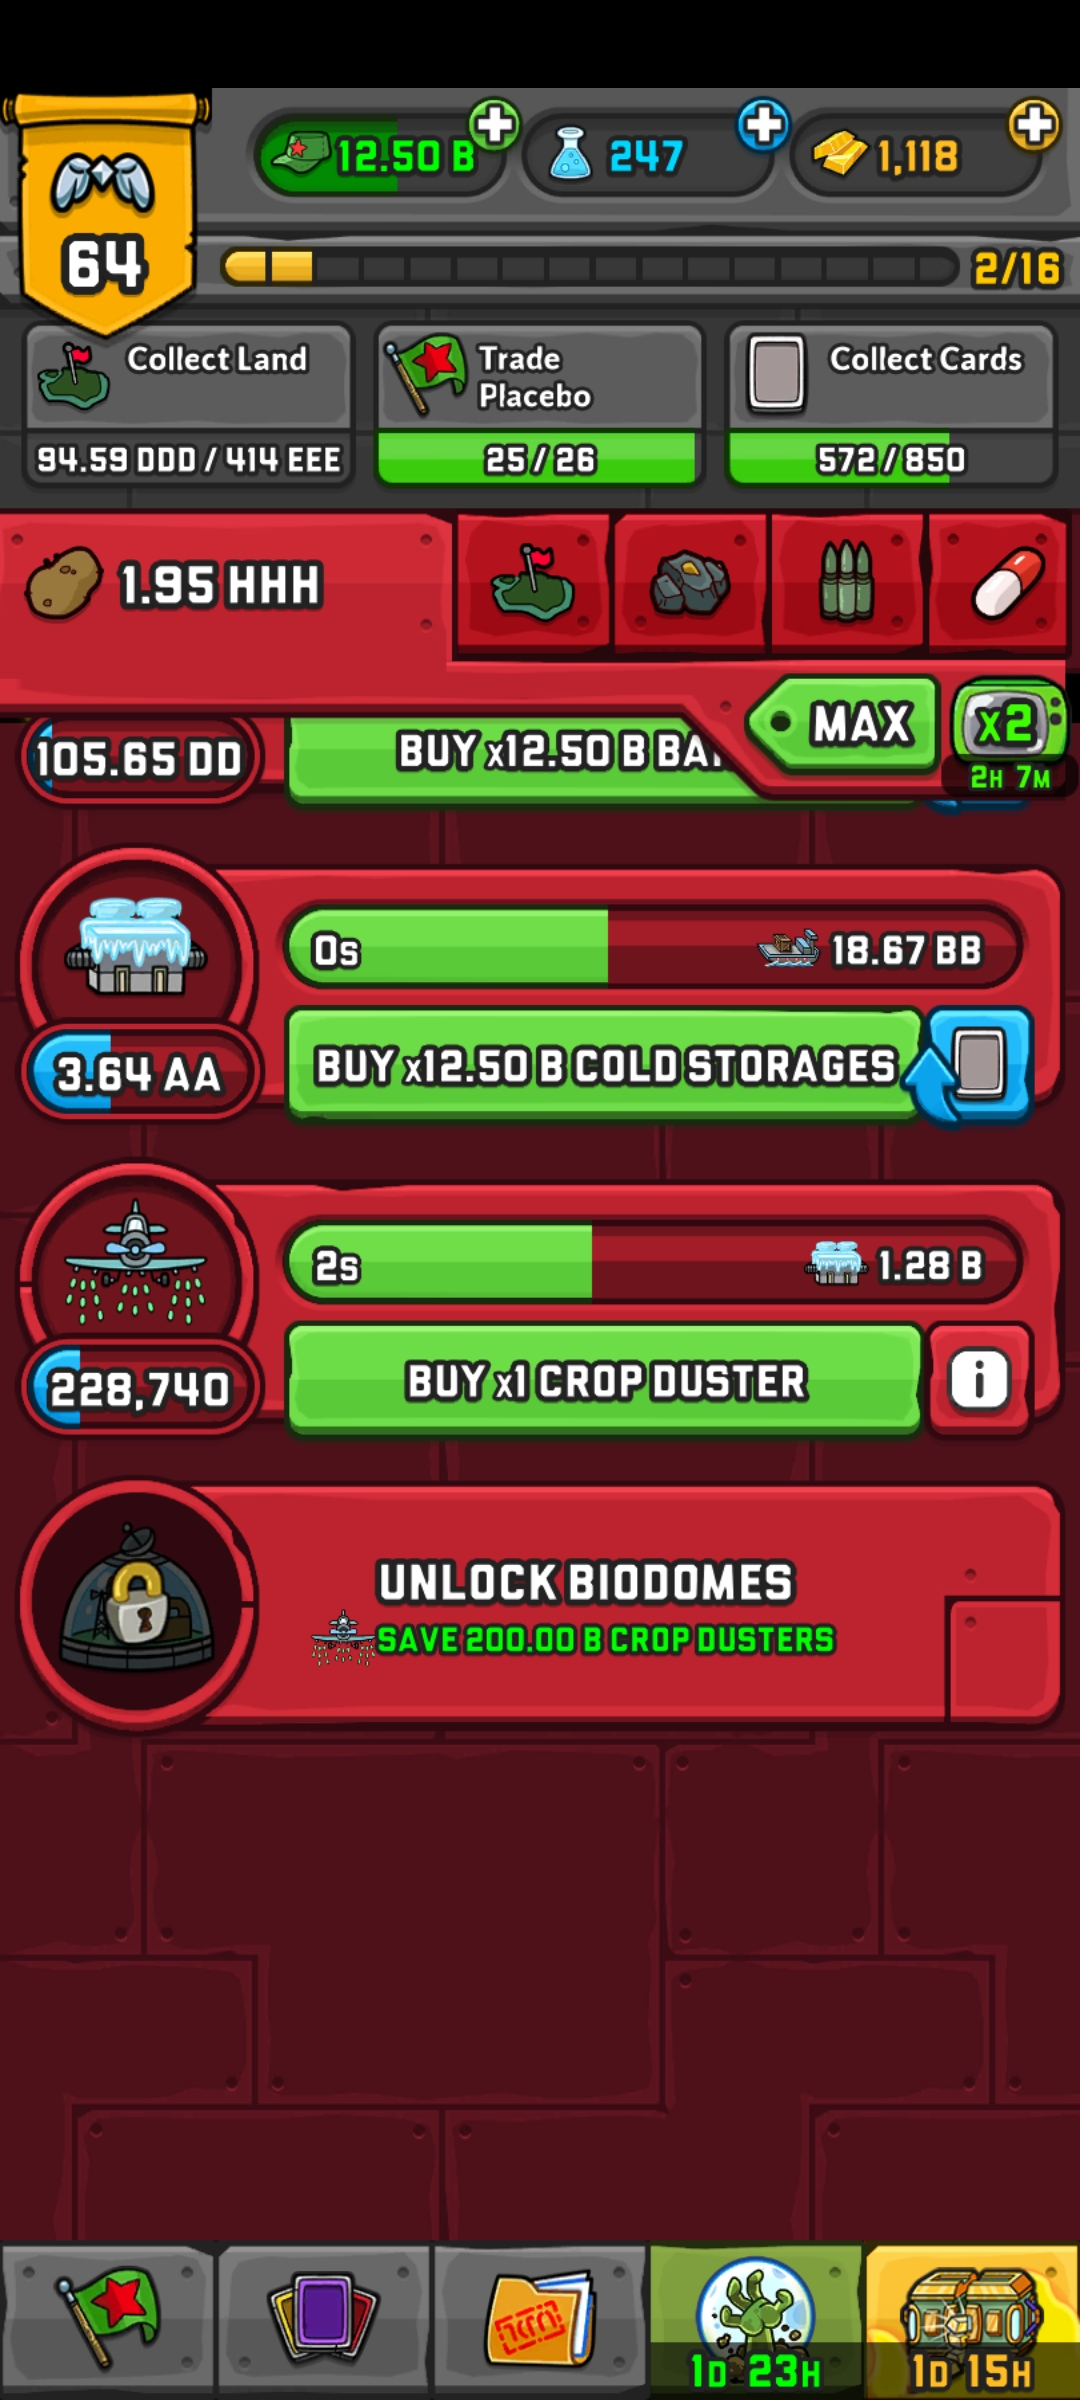 12.50 B
247
1,118
64
2/16
Collect Land
94.59 DDD / 414 EEE
Trade
Placebo
25 / 26
Collect Cards
572 / 850
1.95 HHH
MAX
X2
2H 7M
105.65 DD
BUY x12.50 B
0s
18.67 BB
3.64 AA
BUY x12.50 B COLD STORAGES
2s
1.28 B
228,740
BUY x1 CROP DUSTER
i
UNLOCK BIODOMES
SAVE 200.00 B CROP DUSTERS
1D 23H
1D 15H